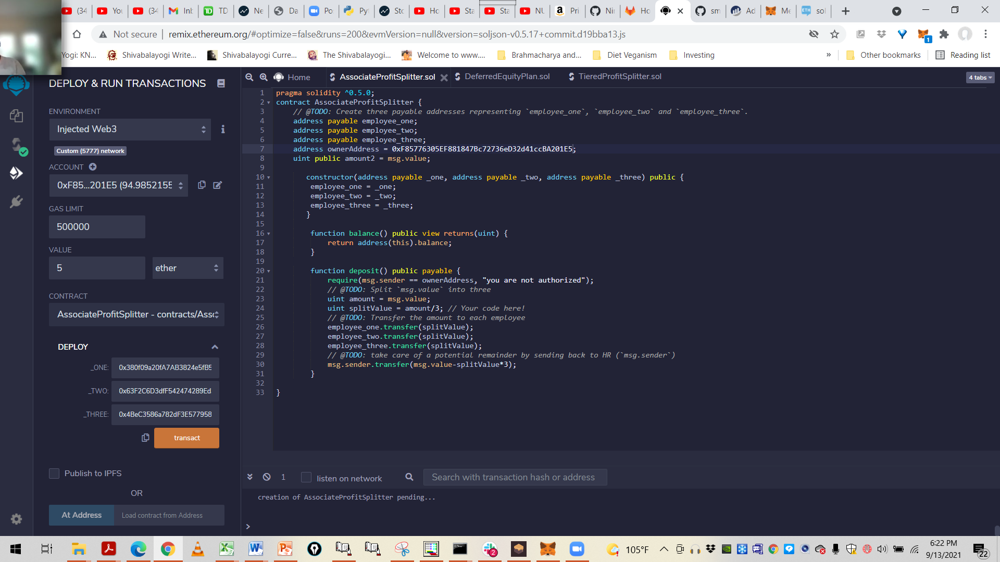 (34
You
(34
Inb
TD
Ne
Da
Po
Pyt
Sto
Ho
Sta
Sta
NU
Pri
Nir
Ho
sm
Ad
Me
sol
Not secure | remix.ethereum.org/#optimize=false&runs=200&evmVersion=null&version=soljson-v0.5.17+commit.d19bba13.js
1
Yogi: KN... Shivabalayogi Write... Shivabalayogi Curre... The Shivabalayogi... Welcome to www.... Brahmacharya and... Diet Veganism Investing » Other bookmarks Reading list
DEPLOY & RUN TRANSACTIONS
ENVIRONMENT
Injected Web3
Custom (5777) network
ACCOUNT
0xF85...201E5 (94.9852155
GAS LIMIT
500000
VALUE
5 ether
CONTRACT
AssociateProfitSplitter - contracts/Asso
DEPLOY
_ONE: 0x380f09a20fA7AB3824e5fB5
_TWO: 0x63F2C6D3dfF542474289Ed
_THREE: 0x4BeC3586a782dF3E577958
transact
Publish to IPFS
OR
At Address Load contract from Address
Home AssociateProfitSplitter.sol DeferredEquityPlan.sol TieredProfitSplitter.sol 4 tabs
1 pragma solidity ^0.5.0;
2 contract AssociateProfitSplitter {
3 // @TODO: Create three payable addresses representing `employee_one`, `employee_two` and `employee_three`.
4 address payable employee_one;
5 address payable employee_two;
6 address payable employee_three;
7 address ownerAddress = 0xF85776305EF881847Bc72736eD32d41ccBA201E5;
8 uint public amount2 = msg.value;
9
10 constructor(address payable _one, address payable _two, address payable _three) public {
11 employee_one = _one;
12 employee_two = _two;
13 employee_three = _three;
14 }
15
16 function balance() public view returns(uint) {
17 return address(this).balance;
18 }
19
20 function deposit() public payable {
21 require(msg.sender == ownerAddress, "you are not authorized");
22 // @TODO: Split `msg.value` into three
23 uint amount = msg.value;
24 uint splitValue = amount/3; // Your code here!
25 // @TODO: Transfer the amount to each employee
26 employee_one.transfer(splitValue);
27 employee_two.transfer(splitValue);
28 employee_three.transfer(splitValue);
29 // @TODO: take care of a potential remainder by sending back to HR (`msg.sender`)
30 msg.sender.transfer(msg.value-splitValue*3);
31 }
32
33 }
1 listen on network Search with transaction hash or address
creation of AssociateProfitSplitter pending...
>
2
105°F
6:22 PM
9/13/2021
22